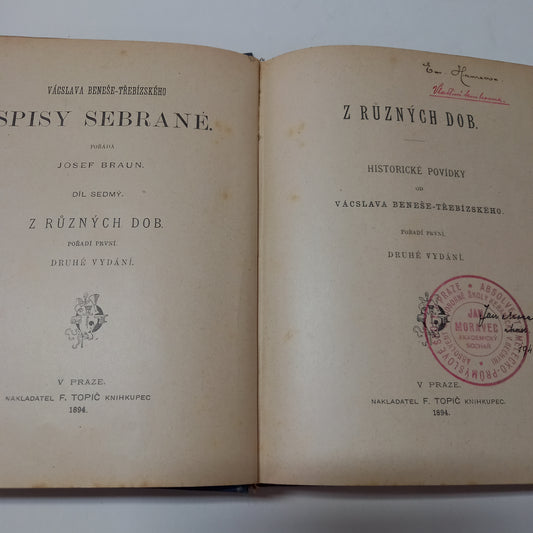 VÁCSLAVA BENEŠE-TŘEBÍZSKÉHO
SPISY SEBRANÉ.
POŘÁDÁ
JOSEF BRAUN.
DÍL SEDMÝ.
Z RŮZNÝCH DOB.
POŘADÍ PRVNÍ.
DRUHÉ VYDÁNÍ.
V PRAZE.
NAKLADATEL F. TOPIČ KNIHKUPEC
1894.
Z RŮZNÝCH DOB.
HISTORICKÉ POVÍDKY
OD
VÁCSLAVA BENEŠE-TŘEBÍZSKÉHO.
POŘADÍ PRVNÍ.
DRUHÉ VYDÁNÍ.
JAN
MORAVEC
AKADEMICKÝ
SOCHAŘ
V PRAZE.
NAKLADATEL F. TOPIČ KNIHKUPEC
1894.